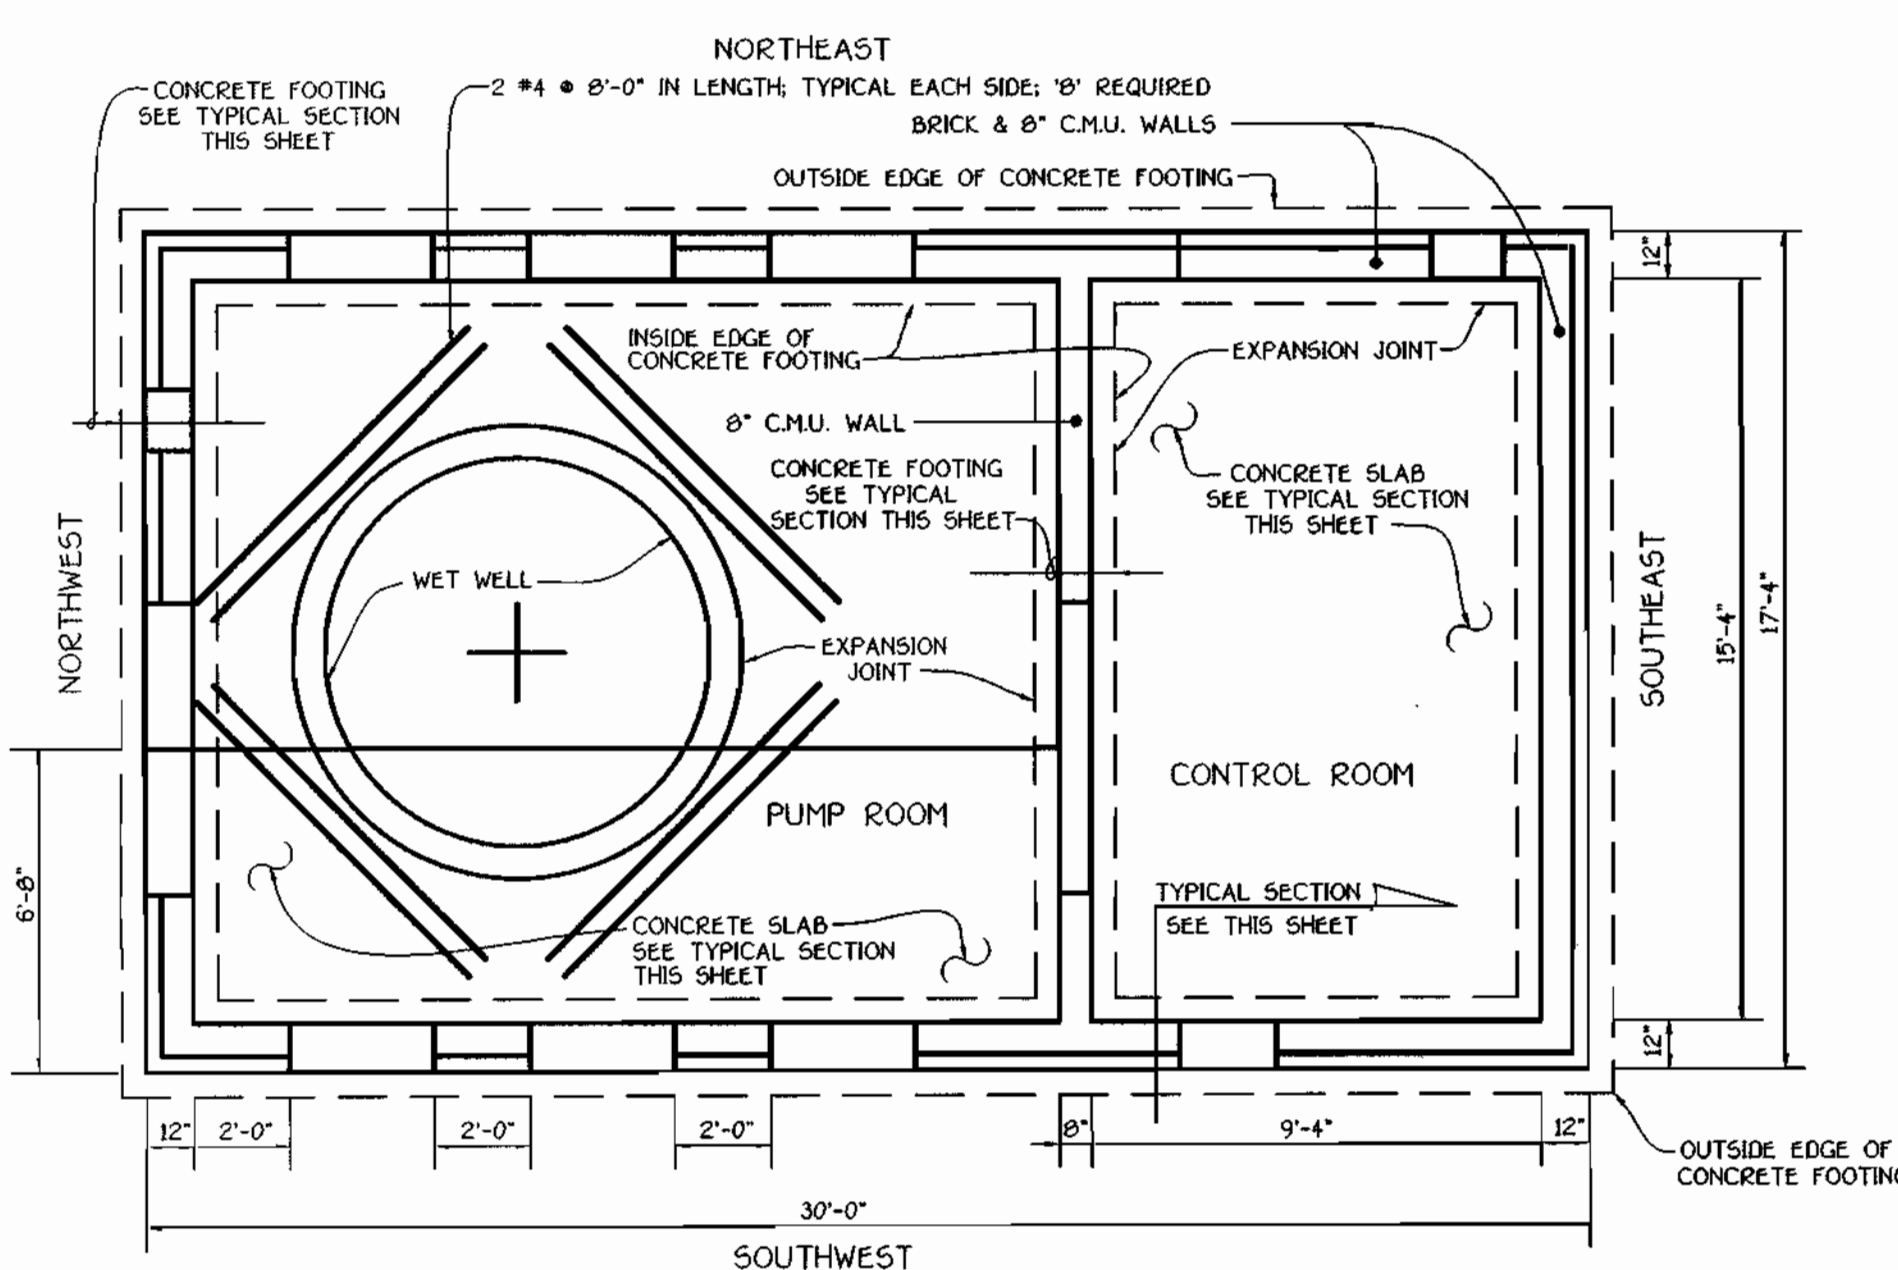 NORTHEAST
CONCRETE FOOTING
SEE TYPICAL SECTION
THIS SHEET
2 #4 @ 8'-0" IN LENGTH; TYPICAL EACH SIDE; '8' REQUIRED
BRICK & 8" C.M.U. WALLS
OUTSIDE EDGE OF CONCRETE FOOTING
12"
INSIDE EDGE OF
CONCRETE FOOTING
EXPANSION JOINT
8" C.M.U. WALL
CONCRETE FOOTING
SEE TYPICAL
SECTION THIS SHEET
CONCRETE SLAB
SEE TYPICAL SECTION
THIS SHEET
NORTHWEST
WET WELL
EXPANSION
JOINT
SOUTHEAST
15'-4"
17'-4"
CONTROL ROOM
PUMP ROOM
6'-8"
TYPICAL SECTION
SEE THIS SHEET
CONCRETE SLAB
SEE TYPICAL SECTION
THIS SHEET
12"
12"
2'-0"
2'-0"
2'-0"
8"
9'-4"
12"
OUTSIDE EDGE OF
CONCRETE FOOTING
30'-0"
SOUTHWEST